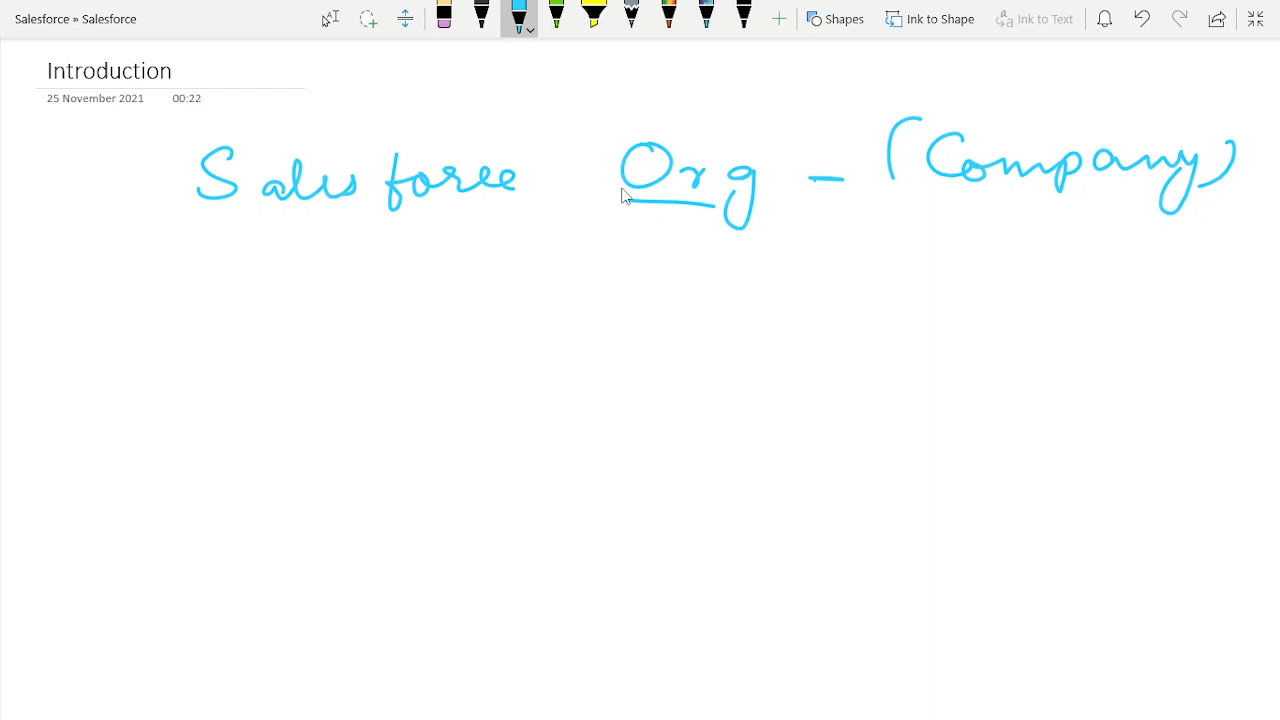 Salesforce » Salesforce Shapes Ink to Shape Ink to Text
Introduction
25 November 2021 00:22
Salesforce Org - (Company)